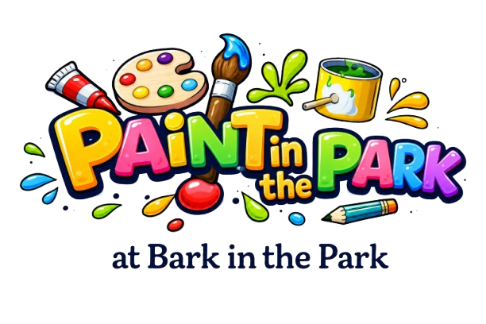 PAiNT in the PARK
at Bark in the Park